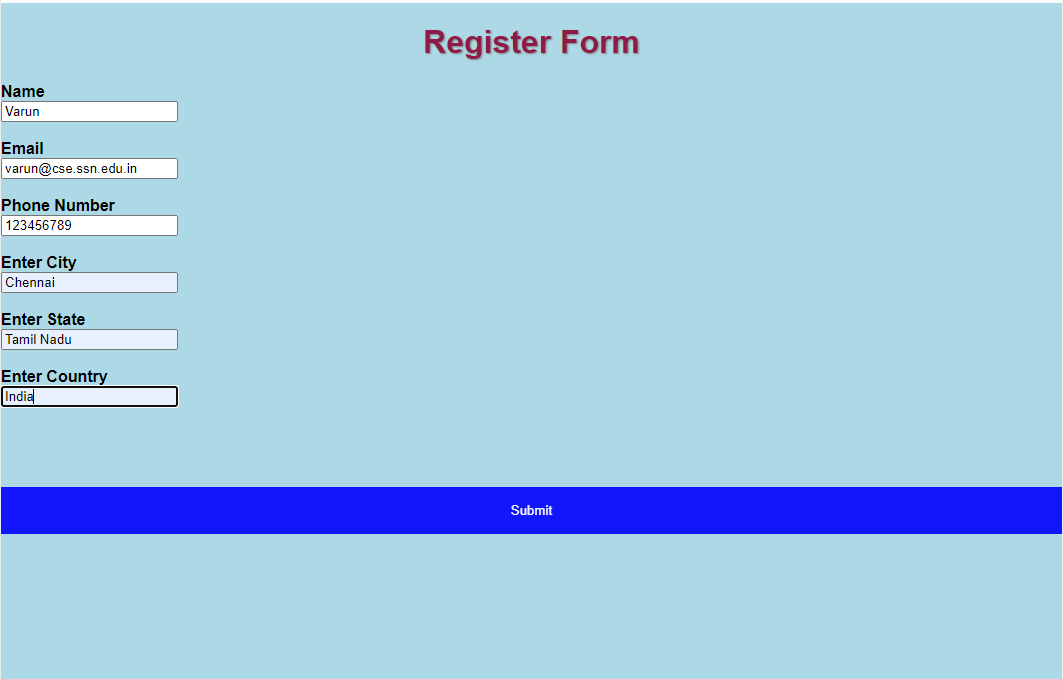 Register Form
Name
Varun
Email
varun@cse.ssn.edu.in
Phone Number
123456789
Enter City
Chennai
Enter State
Tamil Nadu
Enter Country
India
Submit